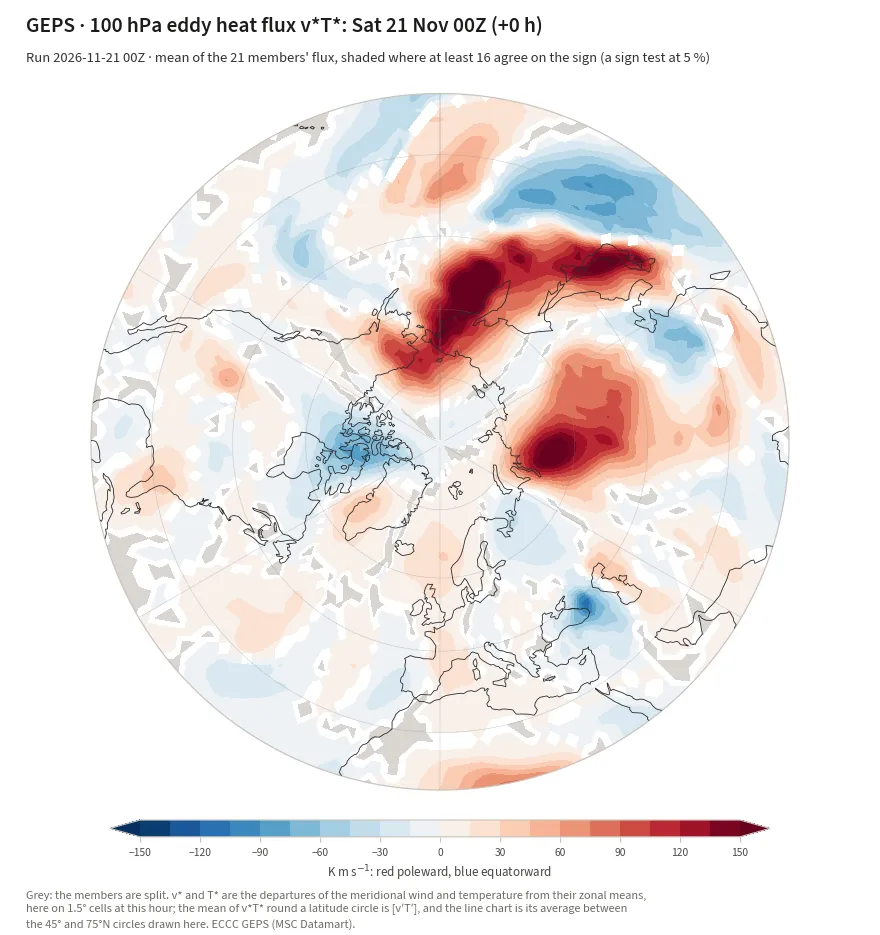 GEPS · 100 hPa eddy heat flux v*T*: Sat 21 Nov 00Z (+0 h)
Run 2026-11-21 00Z · mean of the 21 members' flux, shaded where at least 16 agree on the sign (a sign test at 5 %)
−150 −120 −90 −60 −30 0 30 60 90 120 150
K m s⁻¹: red poleward, blue equatorward
Grey: the members are split. v* and T* are the departures of the meridional wind and temperature from their zonal means,
here on 1.5° cells at this hour; the mean of v*T* round a latitude circle is [v'T'], and the line chart is its average between
the 45° and 75°N circles drawn here. ECCC GEPS (MSC Datamart).